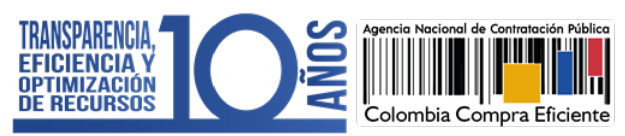 TRANSPARENCIA,
EFICIENCIA Y
OPTIMIZACIÓN
DE RECURSOS
10
AÑOS
Agencia Nacional de Contratación Pública
Colombia Compra Eficiente